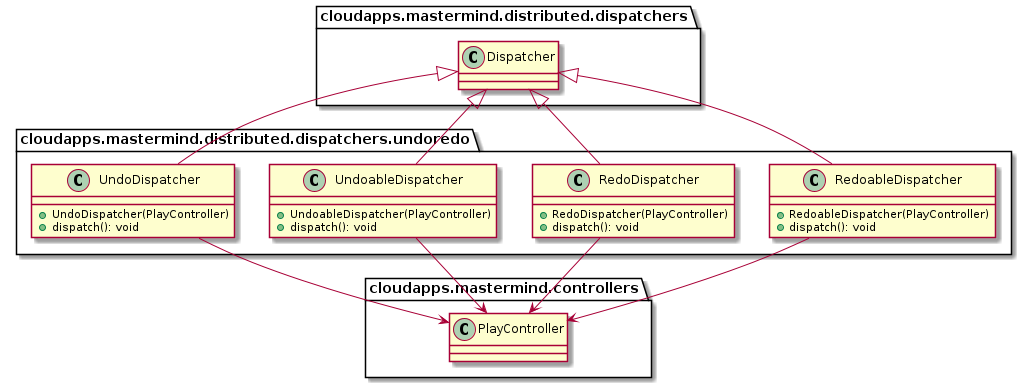 cloudapps.mastermind.distributed.dispatchers
C Dispatcher
cloudapps.mastermind.distributed.dispatchers.undoredo
C UndoDispatcher
UndoDispatcher(PlayController)
dispatch(): void
C UndoableDispatcher
UndoableDispatcher(PlayController)
dispatch(): void
C RedoDispatcher
RedoDispatcher(PlayController)
dispatch(): void
C RedoableDispatcher
RedoableDispatcher(PlayController)
dispatch(): void
cloudapps.mastermind.controllers
C PlayController